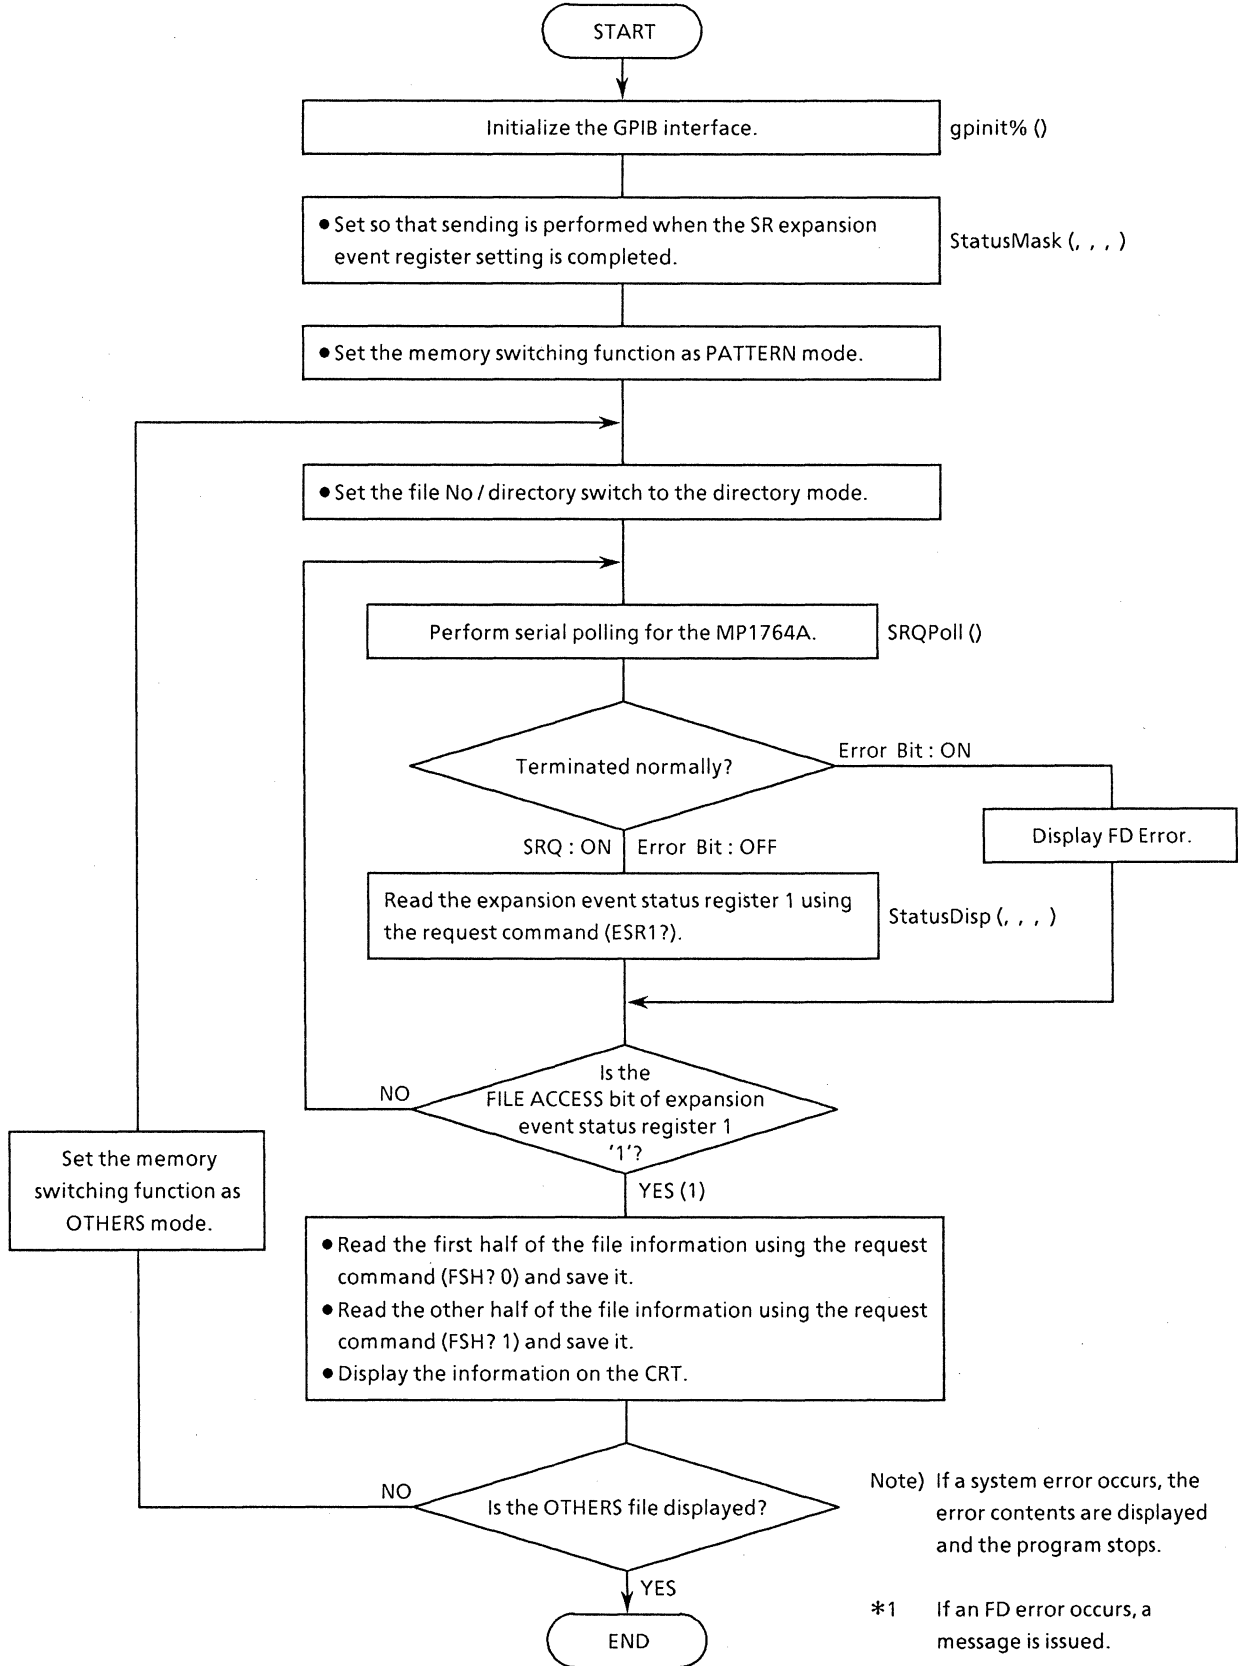 START
Initialize the GPIB interface.
gpinit% ()
● Set so that sending is performed when the SR expansion
event register setting is completed.
StatusMask (, , , )
● Set the memory switching function as PATTERN mode.
● Set the file No / directory switch to the directory mode.
Perform serial polling for the MP1764A.
SRQPoll ()
Terminated normally?
Error Bit : ON
Display FD Error.
SRQ : ON
Error Bit : OFF
Read the expansion event status register 1 using
the request command (ESR1?).
StatusDisp (, , , )
Is the
FILE ACCESS bit of expansion
event status register 1
'1'?
NO
YES (1)
Set the memory
switching function as
OTHERS mode.
● Read the first half of the file information using the request
command (FSH? 0) and save it.
● Read the other half of the file information using the request
command (FSH? 1) and save it.
● Display the information on the CRT.
NO
Is the OTHERS file displayed?
YES
END
Note) If a system error occurs, the
error contents are displayed
and the program stops.
*1 If an FD error occurs, a
message is issued.